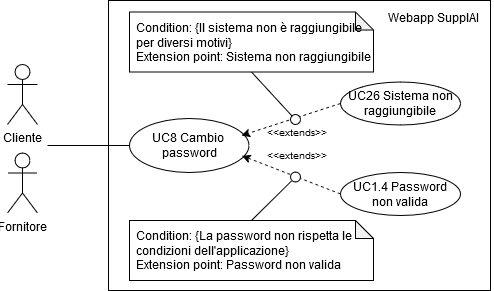 Webapp SupplAI
Condition: {Il sistema non è raggiungibile
per diversi motivi}
Extension point: Sistema non raggiungibile
UC26 Sistema non
raggiungibile
<<extends>>
Cliente
UC8 Cambio
password
<<extends>>
UC1.4 Password
non valida
Fornitore
Condition: {La password non rispetta le
condizioni dell'applicazione}
Extension point: Password non valida